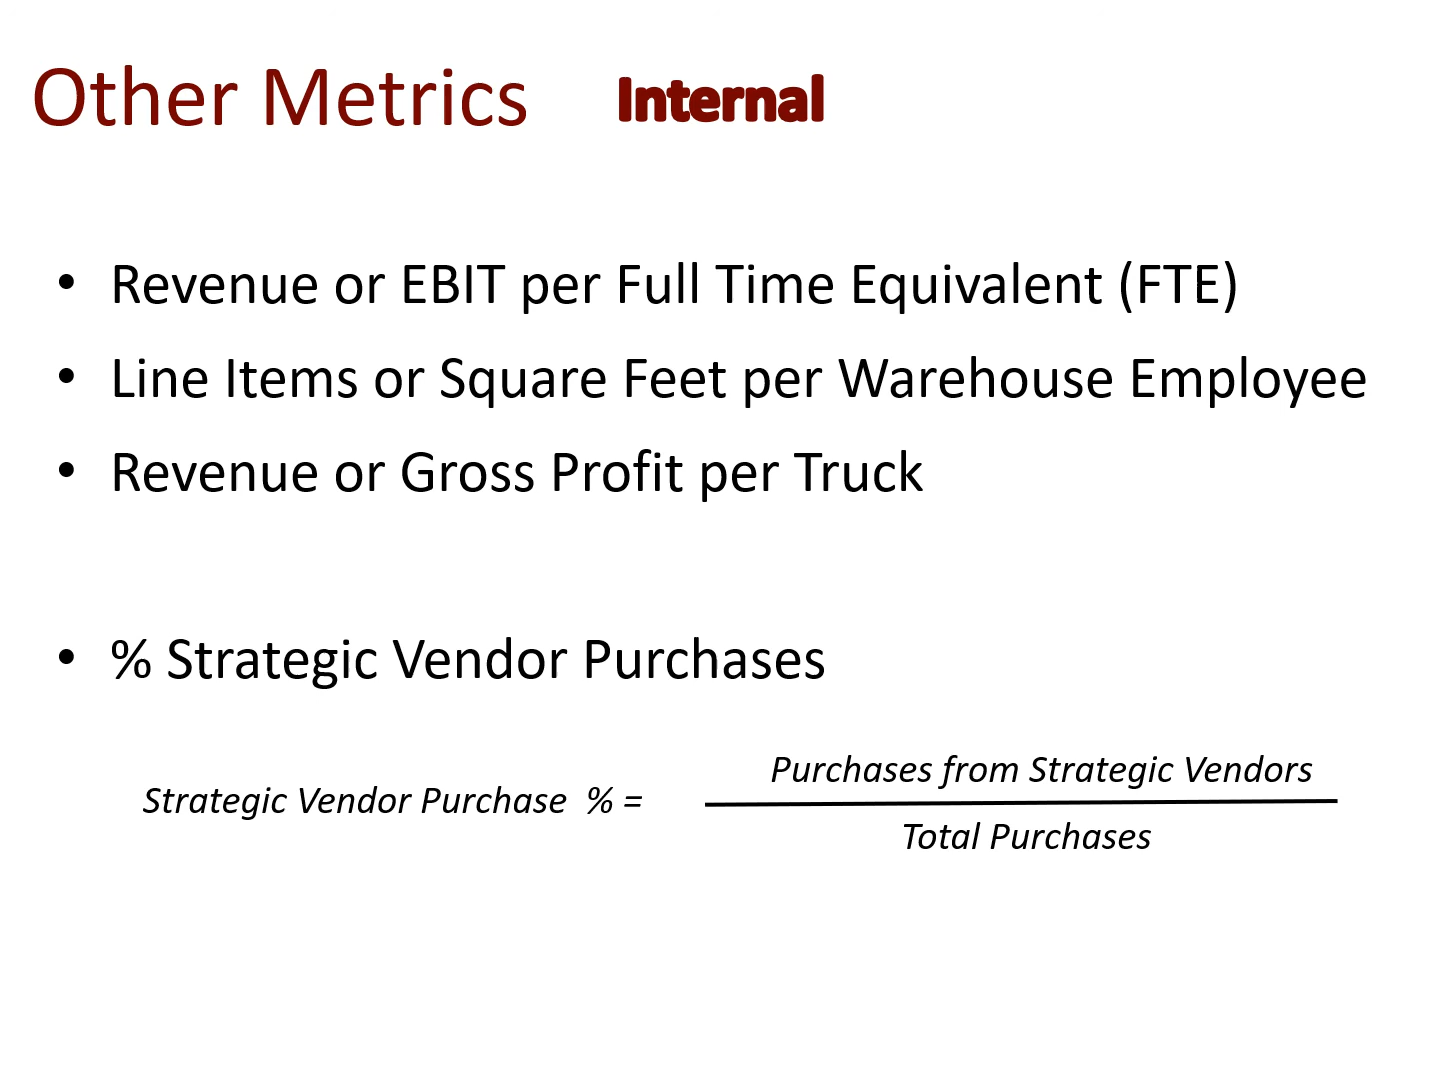 Other Metrics Internal
• Revenue or EBIT per Full Time Equivalent (FTE)
• Line Items or Square Feet per Warehouse Employee
• Revenue or Gross Profit per Truck
• % Strategic Vendor Purchases
Strategic Vendor Purchase % =
Purchases from Strategic Vendors
Total Purchases